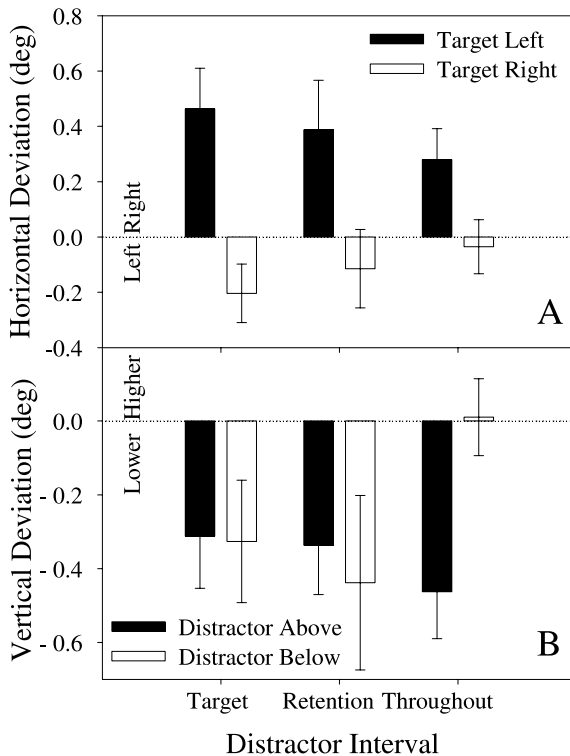 0.8
Target Left
Target Right
0.6
0.4
0.2
0.0
-0.2
-0.4
Horizontal Deviation (deg)
Left Right
A
0.0
- 0.2
- 0.4
- 0.6
Vertical Deviation (deg)
Lower Higher
Distractor Above
Distractor Below
B
Target Retention Throughout
Distractor Interval